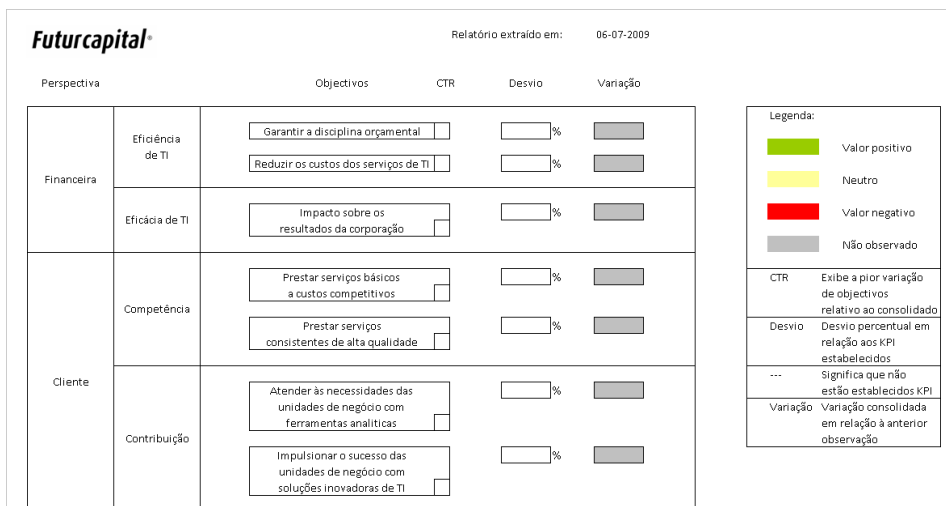 Futurcapital
Relatório extraído em: 06-07-2009
Perspectiva Objectivos CTR Desvio Variação
Financeira
Eficiência
de TI
Garantir a disciplina orçamental %
Reduzir os custos dos serviços de TI %
Eficácia de TI
Impacto sobre os
resultados da corporação
%
Cliente
Competência
Prestar serviços básicos
a custos competitivos
%
Prestar serviços
consistentes de alta qualidade
%
Contribuição
Atender às necessidades das
unidades de negócio com
ferramentas analiticas
%
Impulsionar o sucesso das
unidades de negócio com
soluções inovadoras de TI
%
Legenda:
Valor positivo
Neutro
Valor negativo
Não observado
CTR Exibe a pior variação
de objectivos
relativo ao consolidado
Desvio Desvio percentual em
relação aos KPI
estabelecidos
--- Significa que não
estão establecidos KPI
Variação Variação consolidada
em relação à anterior
observação